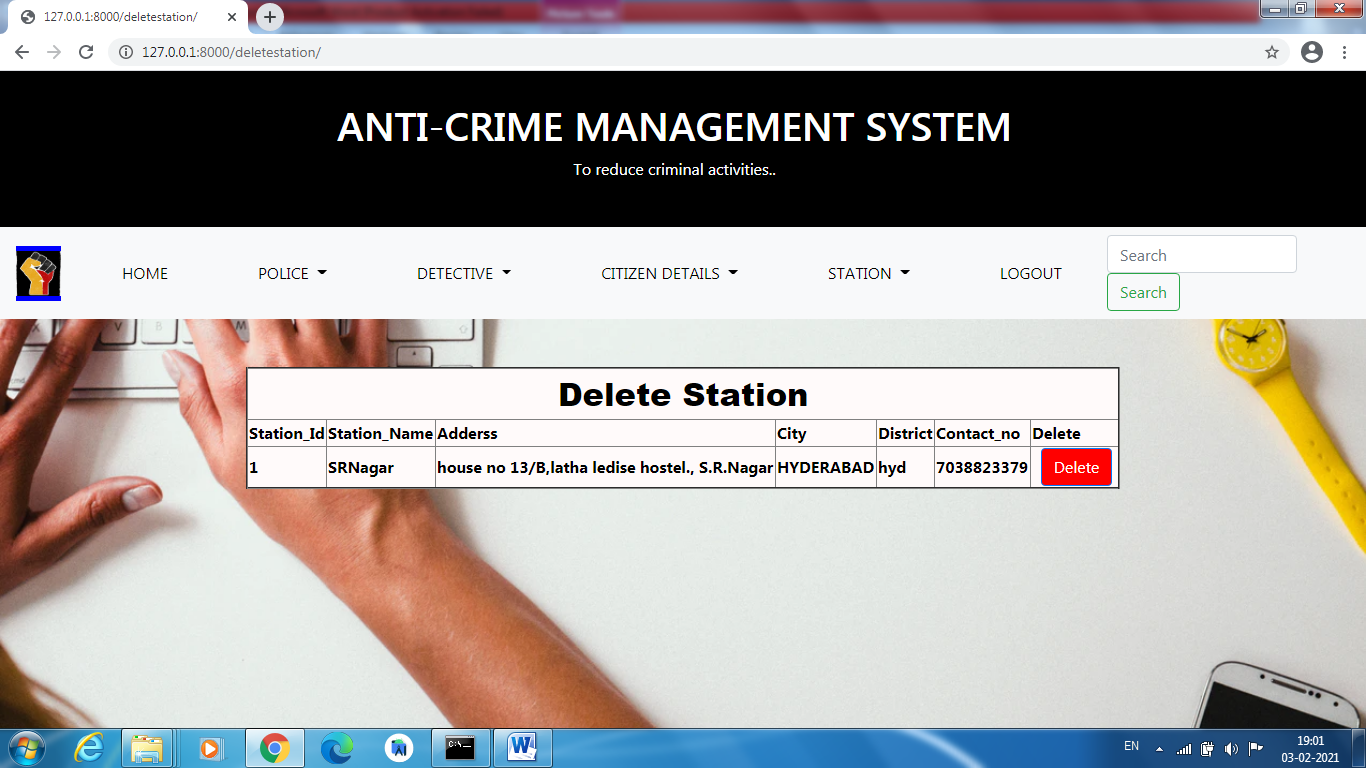 127.0.0.1:8000/deletestation/
127.0.0.1:8000/deletestation/
ANTI-CRIME MANAGEMENT SYSTEM
To reduce criminal activities..
HOME POLICE DETECTIVE CITIZEN DETAILS STATION LOGOUT Search
Search
Delete Station
Station_Id Station_Name Adderss City District Contact_no Delete
1 SRNagar house no 13/B,latha ledise hostel., S.R.Nagar HYDERABAD hyd 7038823379 Delete
EN 19:01
03-02-2021